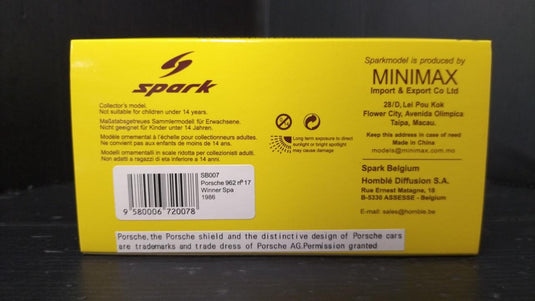 spark
Collector's model.
Not suitable for children under 14 years.
Maßstabsgetreues Sammlermodell für Erwachsene.
Nicht geeignet für Kinder unter 14 Jahren.
Modèle ornemental à l'échelle pour collectionneurs adultes.
Ne convient pas aux enfants de moins de 14 ans.
Modelli ornamentalli in scale ridotta per collezionisti adult.
Non adatti a ragazzi di eta inferiore a 14 anni.
Long term exposure to direct
sunlight or bright spotlight
may cause damage
SB007
Porsche 962 nº17
Winner Spa
1986
9 580006 720078
Porsche, the Porsche shield and the distinctive design of Porsche cars
are trademarks and trade dress of Porsche AG.Permission granted
Sparkmodel is produced by
MINIMAX
Import & Export Co Ltd
28/D, Lei Pou Kok
Flower City, Avenida Olimpica
Taipa, Macau.
Keep this address in case of need
Made in China
models@minimax.com.mo
Spark Belgium
Homblé Diffusion S.A.
Rue Ernest Matagne, 18
B-5330 ASSESSE - Belgium
E-mail: sales@homble.be